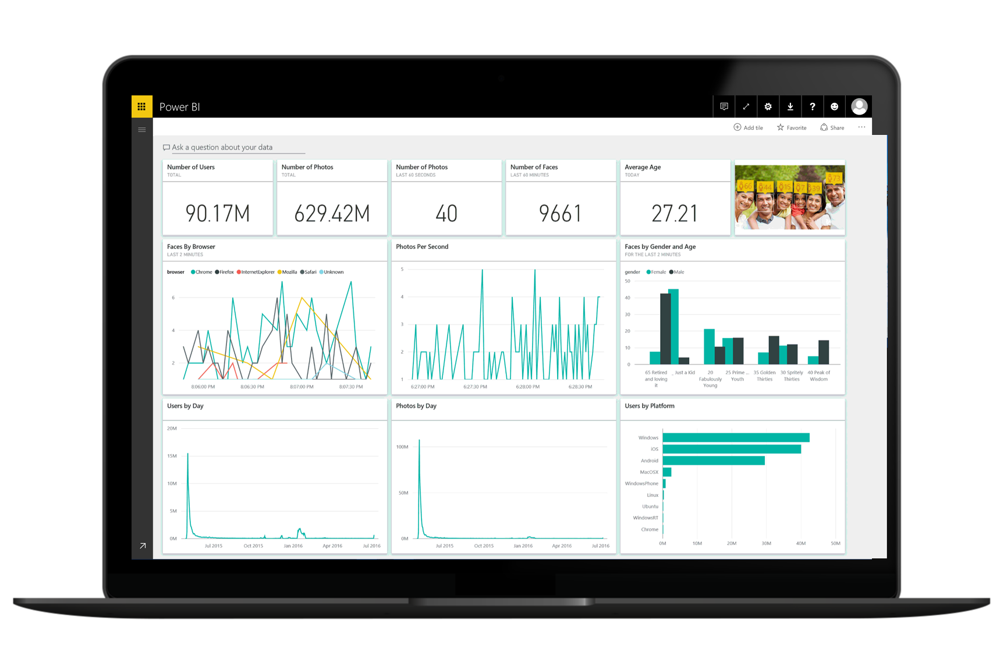 Power BI
Add tile Favorite Share ...
Ask a question about your data
Number of Users
TOTAL
90.17M
Number of Photos
TOTAL
629.42M
Number of Photos
LAST 60 SECONDS
40
Number of Faces
LAST 60 MINUTES
9661
Average Age
TODAY
27.21
66 44 15 7 39 73
Faces By Browser
LAST 2 MINUTES
browser Chrome Firefox InternetExplorer Mozilla Safari Unknown
6
4
2
8:06:00 PM 8:06:30 PM 8:07:00 PM 8:07:30 PM
Photos Per Second
5
4
3
2
1
6:27:00 PM 6:27:30 PM 6:28:00 PM 6:28:30 PM
Faces by Gender and Age
FOR THE LAST 2 MINUTES
gender Female Male
50
40
30
20
10
0
65 Retired
and loving
it
_ Just a Kid
20
Fabulously
Young
25 Prime ...
Youth
35 Golden
Thirties
30 Spritely
Thirties
40 Peak of
Wisdom
Users by Day
20M
15M
10M
5M
0M
Jul 2015 Oct 2015 Jan 2016 Apr 2016 Jul 2016
Photos by Day
100M
50M
0M
Jul 2015 Oct 2015 Jan 2016 Apr 2016 Jul 2016
Users by Platform
Windows
iOS
Android
MacOSX
WindowsPhone
Linux
Ubuntu
WindowsRT
Chrome
0M 10M 20M 30M 40M 50M